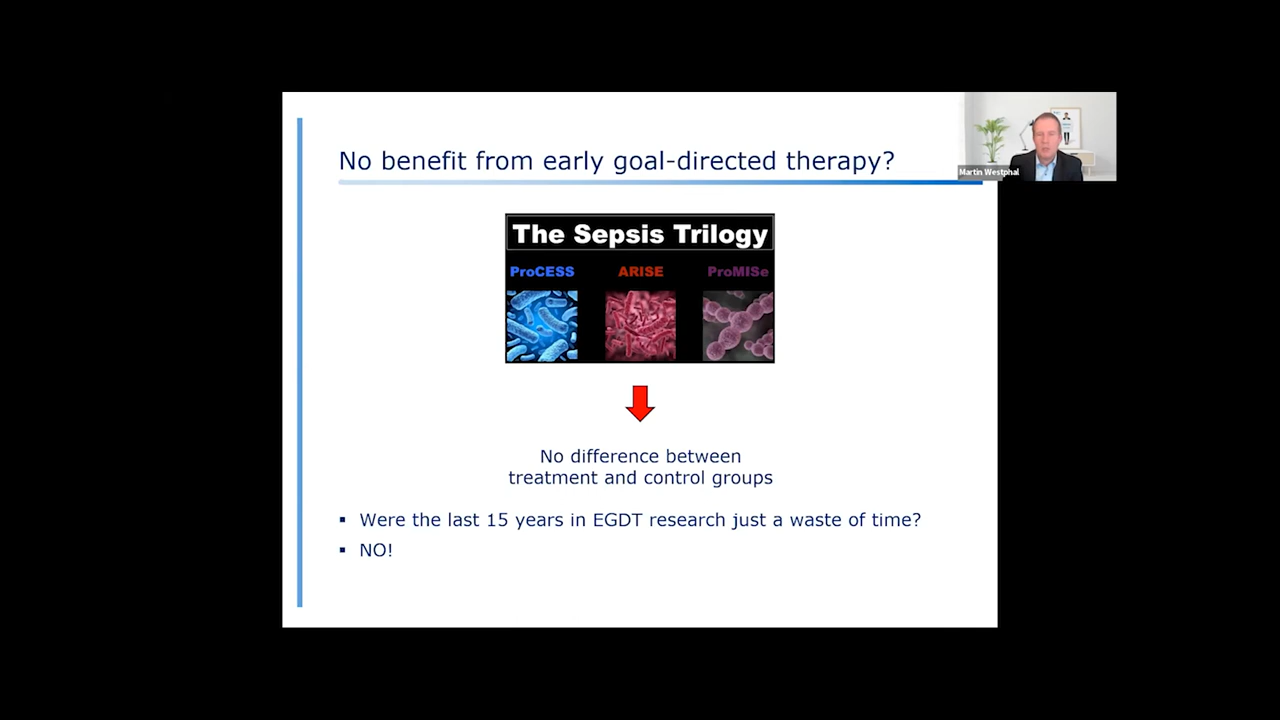 No benefit from early goal-directed therapy?
Martin Westphal
The Sepsis Trilogy
ProCESS ARISE ProMISe
No difference between
treatment and control groups
▪ Were the last 15 years in EGDT research just a waste of time?
▪ NO!